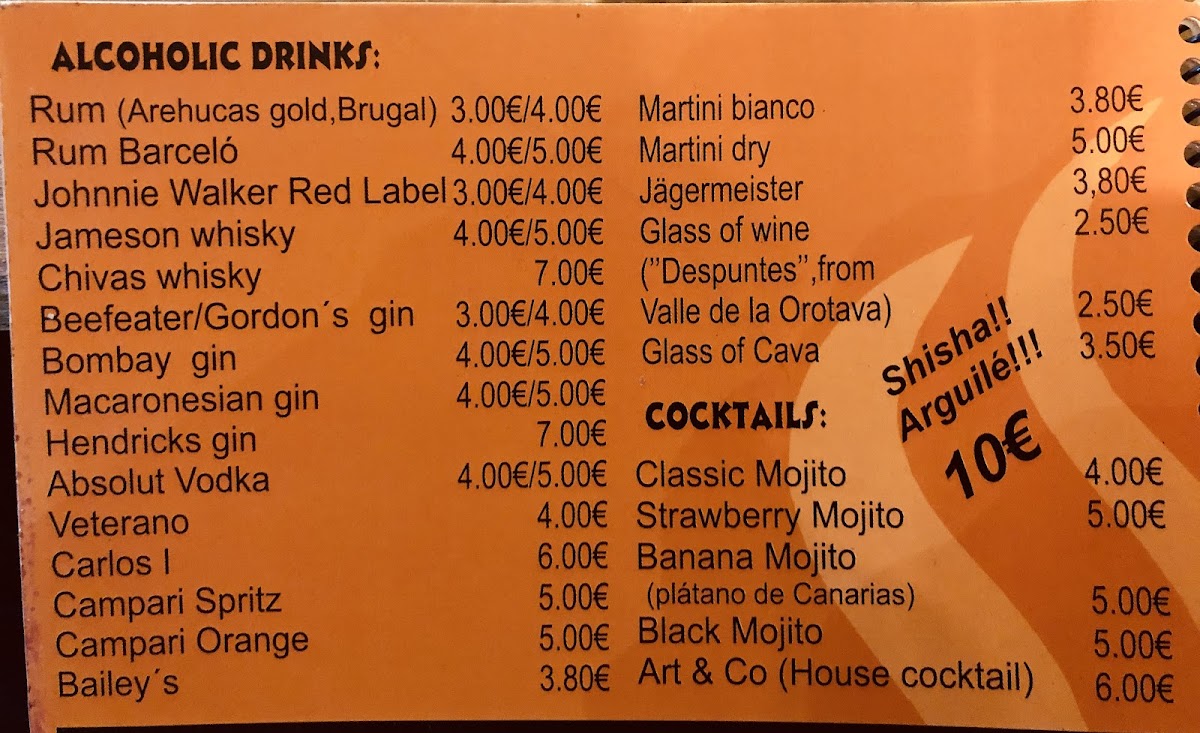 ALCOHOLIC DRINKS:
Rum (Arehucas gold,Brugal) 3.00€/4.00€
Rum Barceló 4.00€/5.00€
Johnnie Walker Red Label 3.00€/4.00€
Jameson whisky 4.00€/5.00€
Chivas whisky 7.00€
Beefeater/Gordon´s gin 3.00€/4.00€
Bombay gin 4.00€/5.00€
Macaronesian gin 4.00€/5.00€
Hendricks gin 7.00€
Absolut Vodka 4.00€/5.00€
Veterano 4.00€
Carlos I 6.00€
Campari Spritz 5.00€
Campari Orange 5.00€
Bailey´s 3.80€
Martini bianco 3.80€
Martini dry 5.00€
Jägermeister 3,80€
Glass of wine 2.50€
(”Despuntes”,from
Valle de la Orotava) 2.50€
Glass of Cava 3.50€
Shisha!!
Arguilé!!!
10€
COCKTAILS:
Classic Mojito 4.00€
Strawberry Mojito 5.00€
Banana Mojito
(plátano de Canarias) 5.00€
Black Mojito 5.00€
Art & Co (House cocktail) 6.00€